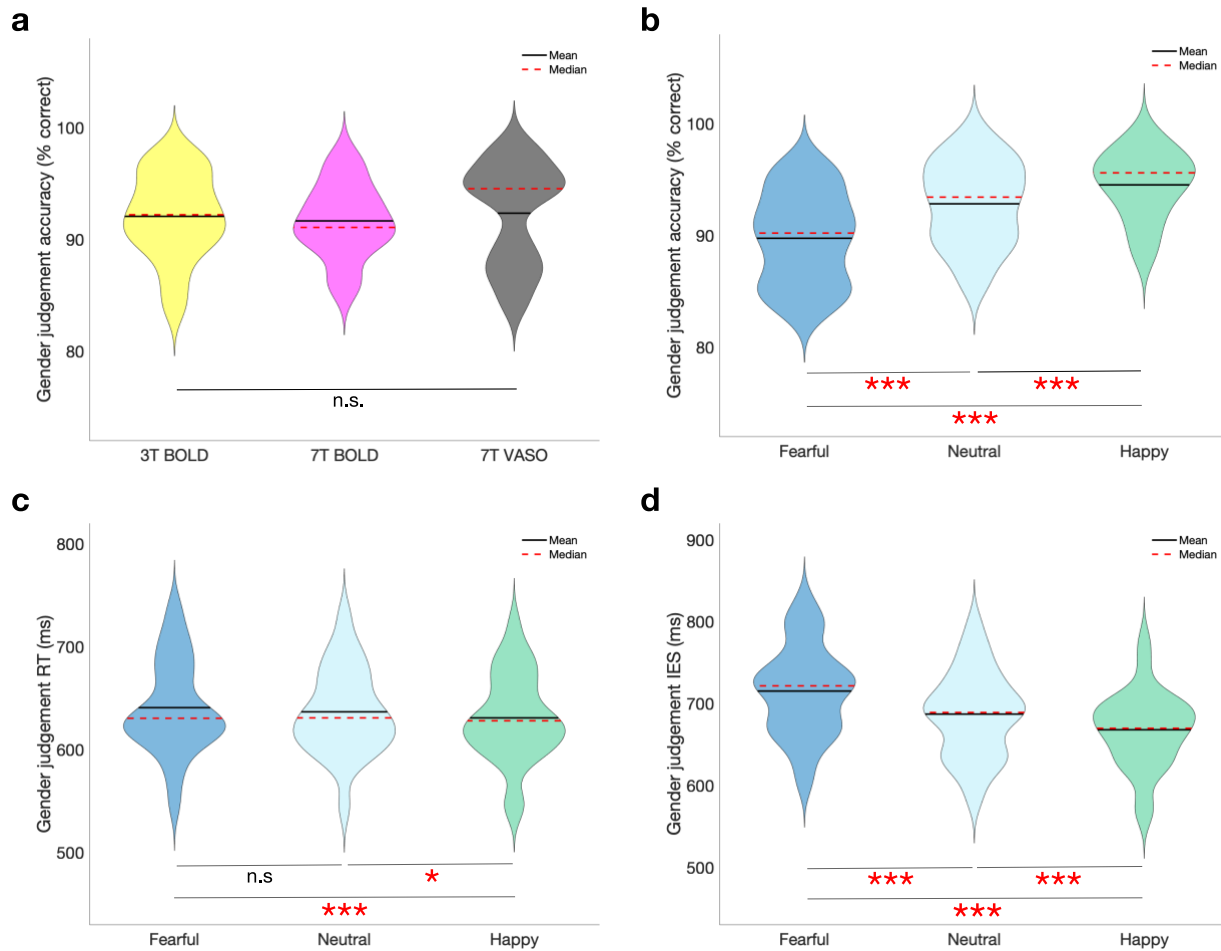 a
Gender judgement accuracy (% correct)
100
90
80
Mean
Median
n.s.
3T BOLD 7T BOLD 7T VASO
b
Gender judgement accuracy (% correct)
100
90
80
Mean
Median
*** ***
***
Fearful Neutral Happy
c
Gender judgement RT (ms)
800
700
600
500
Mean
Median
n.s *
***
Fearful Neutral Happy
d
Gender judgement IES (ms)
900
800
700
600
500
Mean
Median
*** ***
***
Fearful Neutral Happy